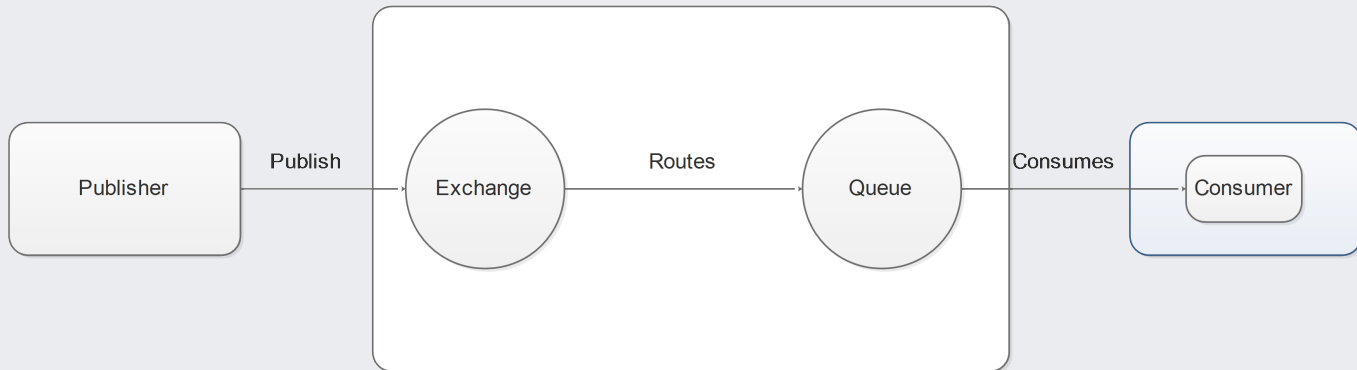 Publisher
Publish
Exchange
Routes
Queue
Consumes
Consumer